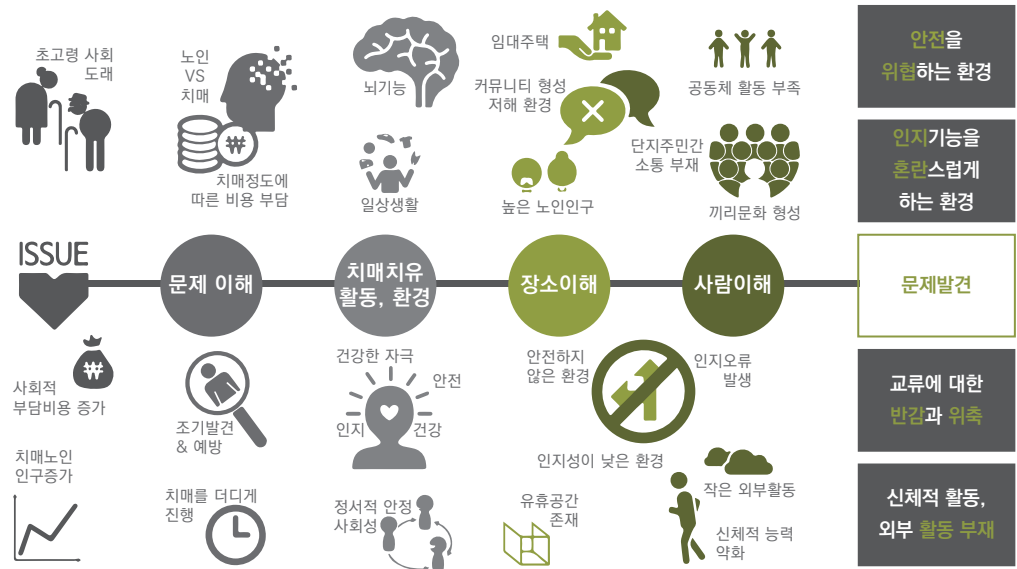 초고령 사회
도래
ISSUE
사회적
부담비용 증가
치매노인
인구증가
노인
VS
치매
₩
치매정도에
따른 비용 부담
문제 이해
₩
조기발견
& 예방
치매를 더디게
진행
뇌기능
일상생활
치매치유
활동, 환경
건강한 자극
안전
인지
건강
정서적 안정
사회성
임대주택
커뮤니티 형성
저해 환경
높은 노인인구
장소이해
안전하지
않은 환경
인지성이 낮은 환경
유휴공간
존재
공동체 활동 부족
단지주민간
소통 부재
끼리문화 형성
사람이해
인지오류
발생
작은 외부활동
신체적 능력
약화
안전을
위협하는 환경
인지기능을
혼란스럽게
하는 환경
문제발견
교류에 대한
반감과 위축
신체적 활동,
외부 활동 부재